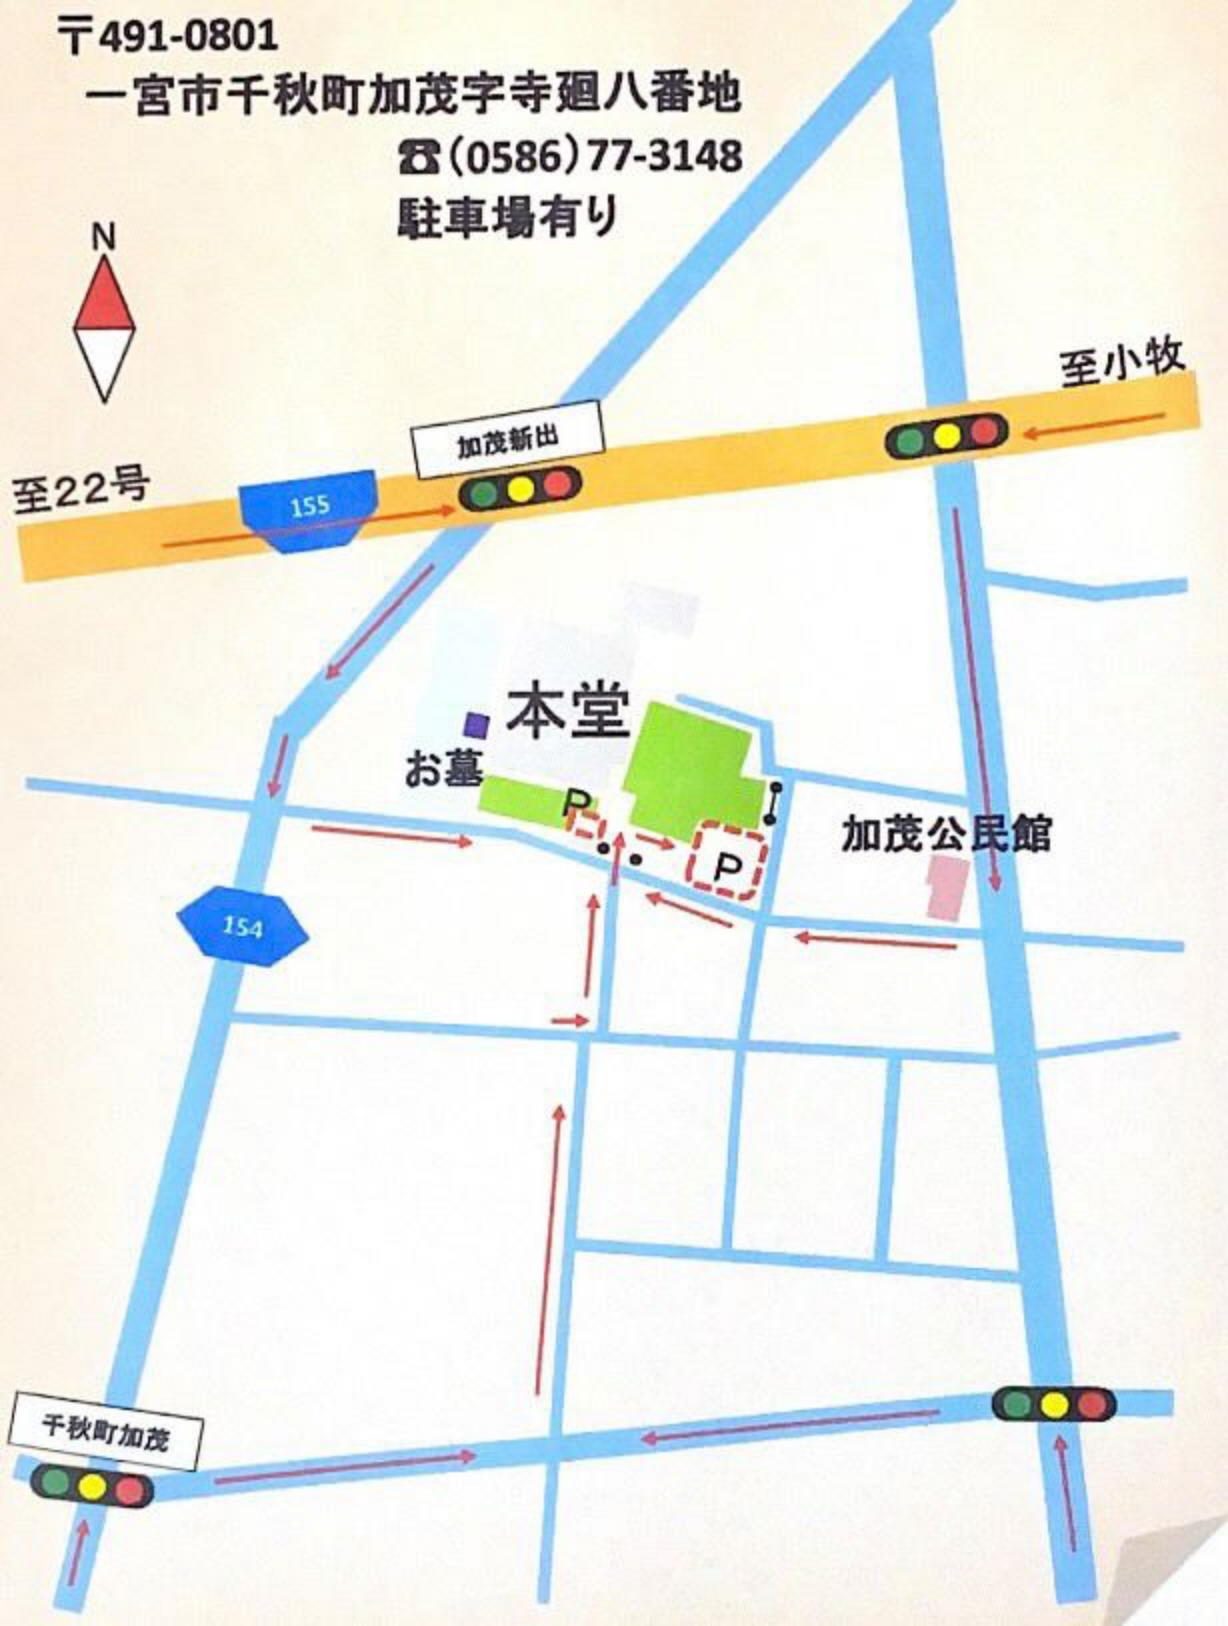 〒491-0801
一宮市千秋町加茂字寺廻八番地
☎(0586)77-3148
駐車場有り
N
至小牧
加茂新出
至22号
155
本堂
お墓
P
加茂公民館
P
154
千秋町加茂